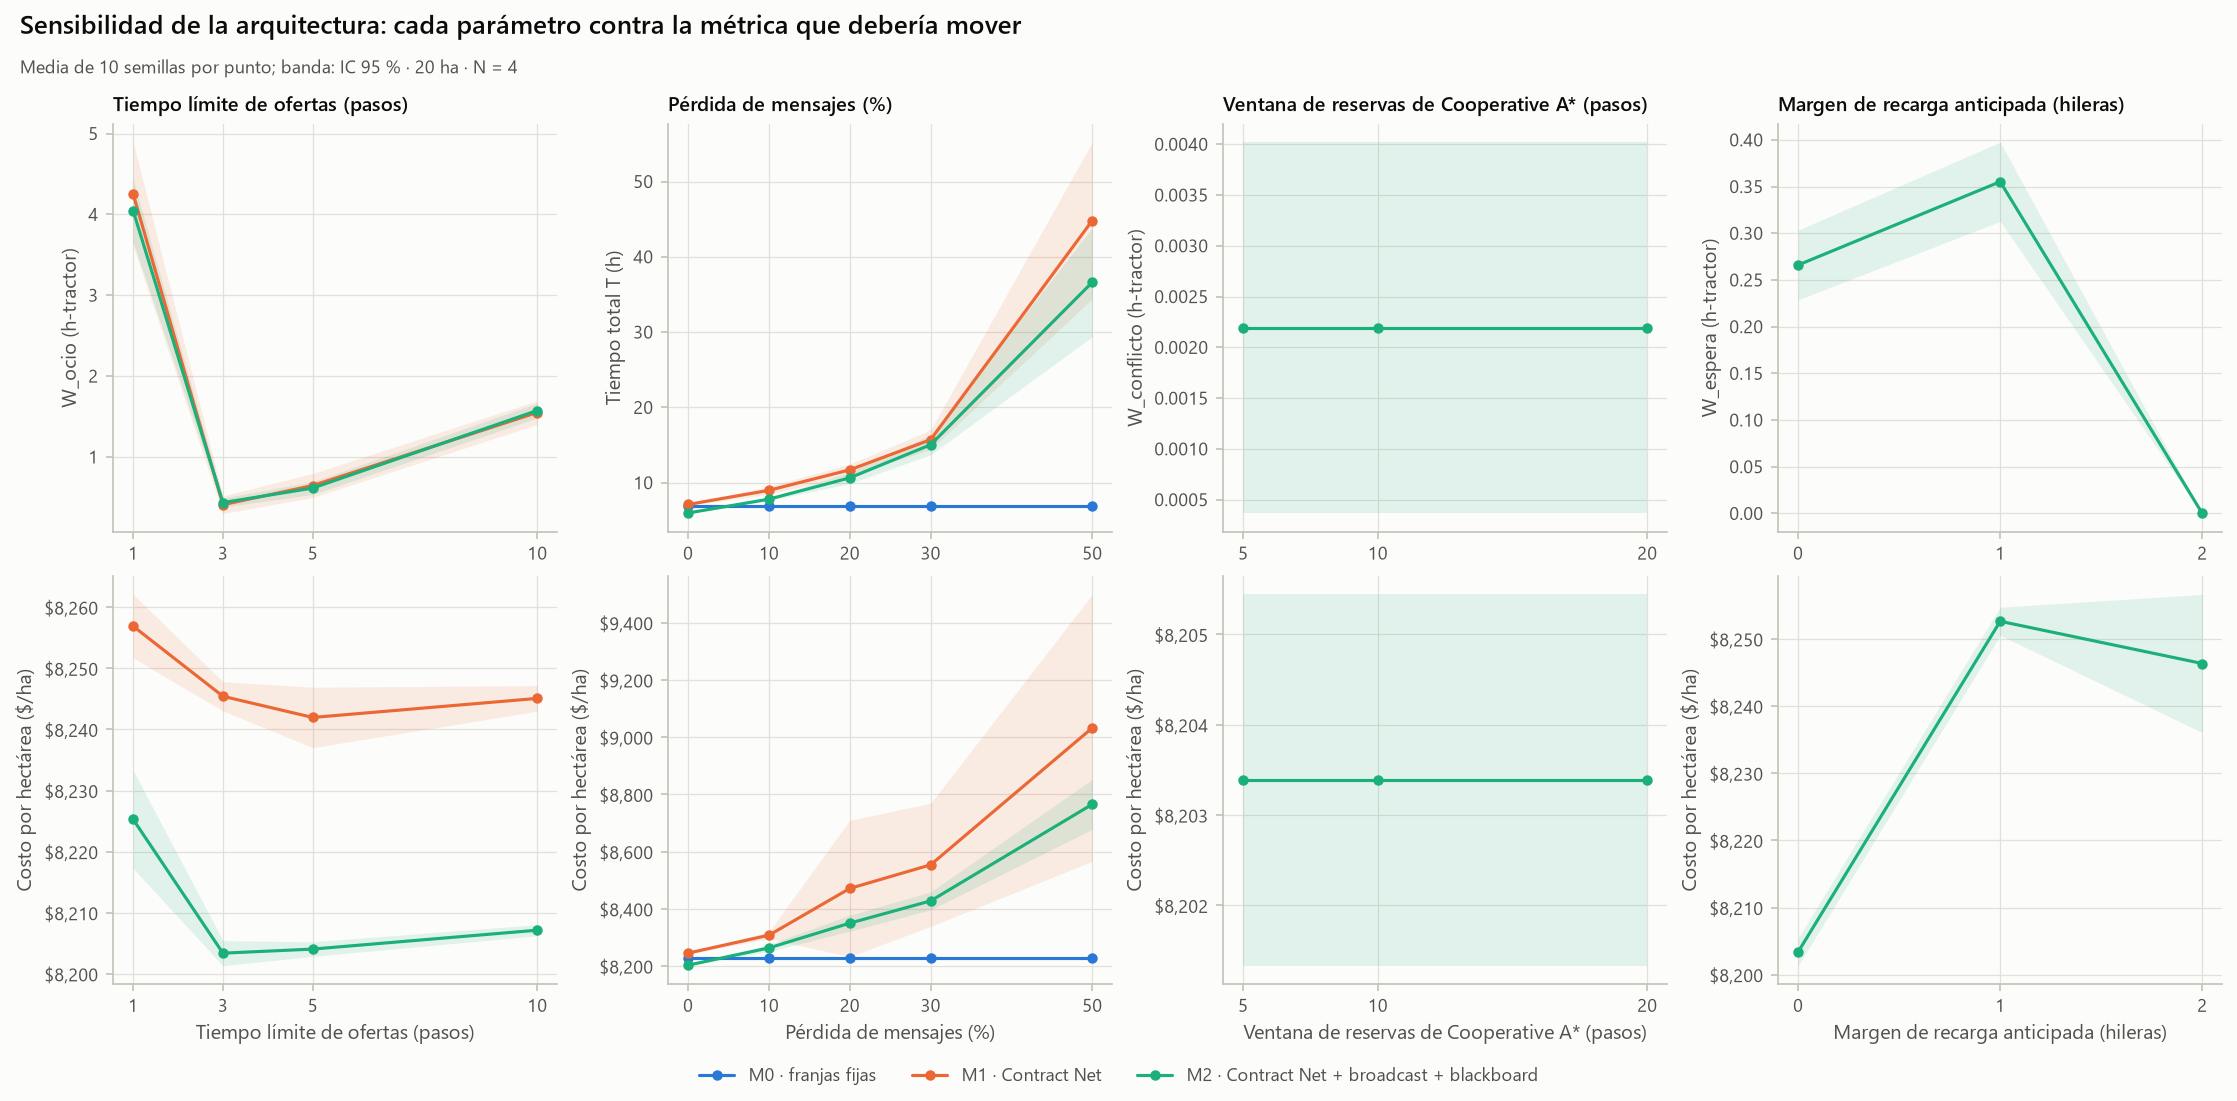 Sensibilidad de la arquitectura: cada parámetro contra la métrica que debería mover
Media de 10 semillas por punto; banda: IC 95 % · 20 ha · N = 4
Tiempo límite de ofertas (pasos)
W_ocio (h-tractor)
5
4
3
2
1
1 3 5 10
Pérdida de mensajes (%)
Tiempo total T (h)
50
40
30
20
10
0 10 20 30 50
Ventana de reservas de Cooperative A* (pasos)
W_conflicto (h-tractor)
0.0040
0.0035
0.0030
0.0025
0.0020
0.0015
0.0010
0.0005
5 10 20
Margen de recarga anticipada (hileras)
W_espera (h-tractor)
0.40
0.35
0.30
0.25
0.20
0.15
0.10
0.05
0.00
0 1 2
Costo por hectárea ($/ha)
$8,260
$8,250
$8,240
$8,230
$8,220
$8,210
$8,200
1 3 5 10
Tiempo límite de ofertas (pasos)
Costo por hectárea ($/ha)
$9,400
$9,200
$9,000
$8,800
$8,600
$8,400
$8,200
0 10 20 30 50
Pérdida de mensajes (%)
Costo por hectárea ($/ha)
$8,205
$8,204
$8,203
$8,202
5 10 20
Ventana de reservas de Cooperative A* (pasos)
Costo por hectárea ($/ha)
$8,250
$8,240
$8,230
$8,220
$8,210
$8,200
0 1 2
Margen de recarga anticipada (hileras)
M0 · franjas fijas M1 · Contract Net M2 · Contract Net + broadcast + blackboard